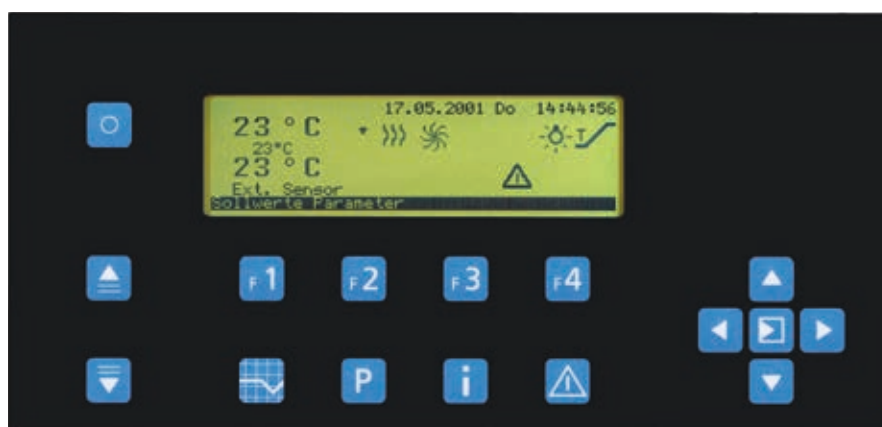 17.05.2001 Do 14:44:56
23 °C
23°C
T
23 °C
Ext. Sensor
Sollwerte Parameter
F1 F2 F3 F4
P i